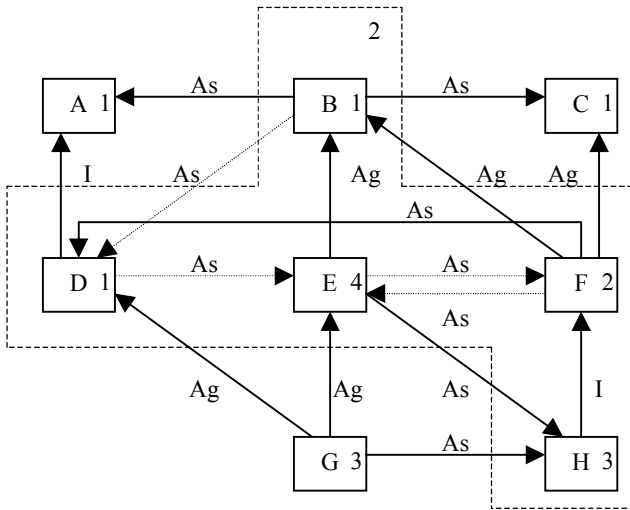 2
A 1 As B 1 As C 1
I As Ag Ag Ag
As
D 1 As E 4 As F 2
As
Ag Ag As I
G 3 As H 3